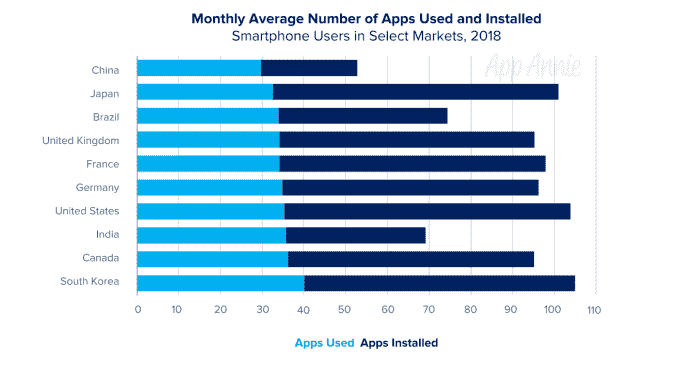 Monthly Average Number of Apps Used and Installed
Smartphone Users in Select Markets, 2018
App Annie
China
Japan
Brazil
United Kingdom
France
Germany
United States
India
Canada
South Korea
0 10 20 30 40 50 60 70 80 90 100 110
Apps Used Apps Installed